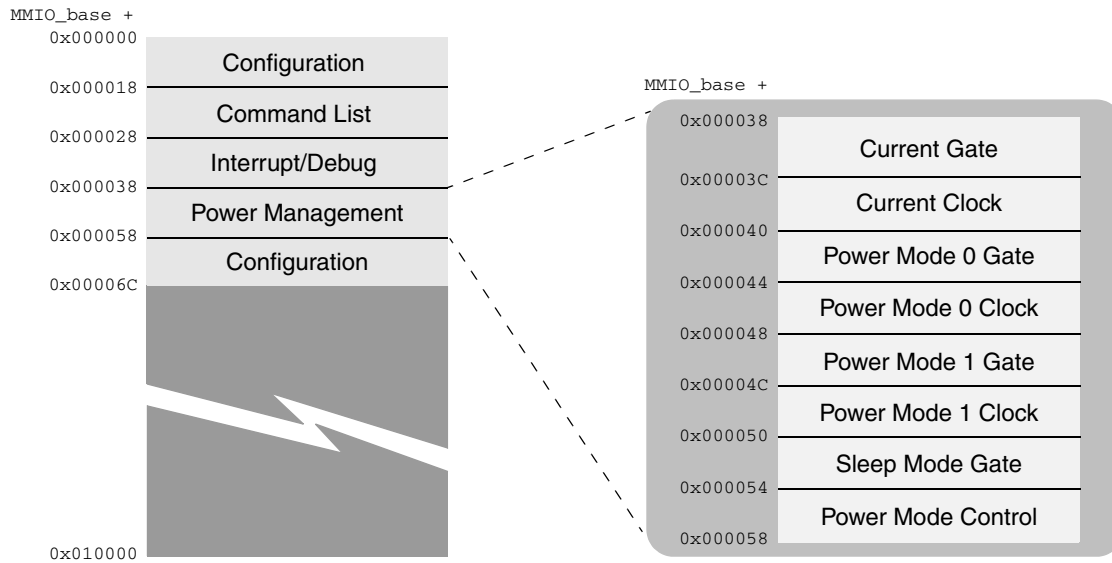 MMIO_base +
0x000000
Configuration
0x000018
Command List
0x000028
Interrupt/Debug
0x000038
Power Management
0x000058
Configuration
0x00006C
0x010000
MMIO_base +
0x000038
Current Gate
0x00003C
Current Clock
0x000040
Power Mode 0 Gate
0x000044
Power Mode 0 Clock
0x000048
Power Mode 1 Gate
0x00004C
Power Mode 1 Clock
0x000050
Sleep Mode Gate
0x000054
Power Mode Control
0x000058